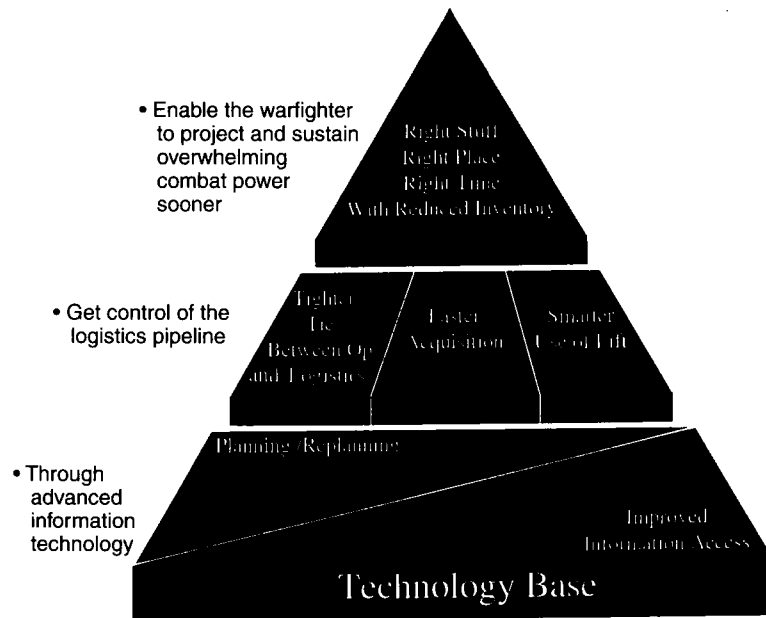 • Enable the warfighter
to project and sustain
overwhelming
combat power
sooner
Right Stuff
Right Place
Right Time
With Reduced Inventory
• Get control of the
logistics pipeline
Tighter
Tie
Between Op
and Logistics
Faster
Acquisition
Smarter
Use of Lift
• Through
advanced
information
technology
Planning/Replanning
Improved
Information Access
Technology Base